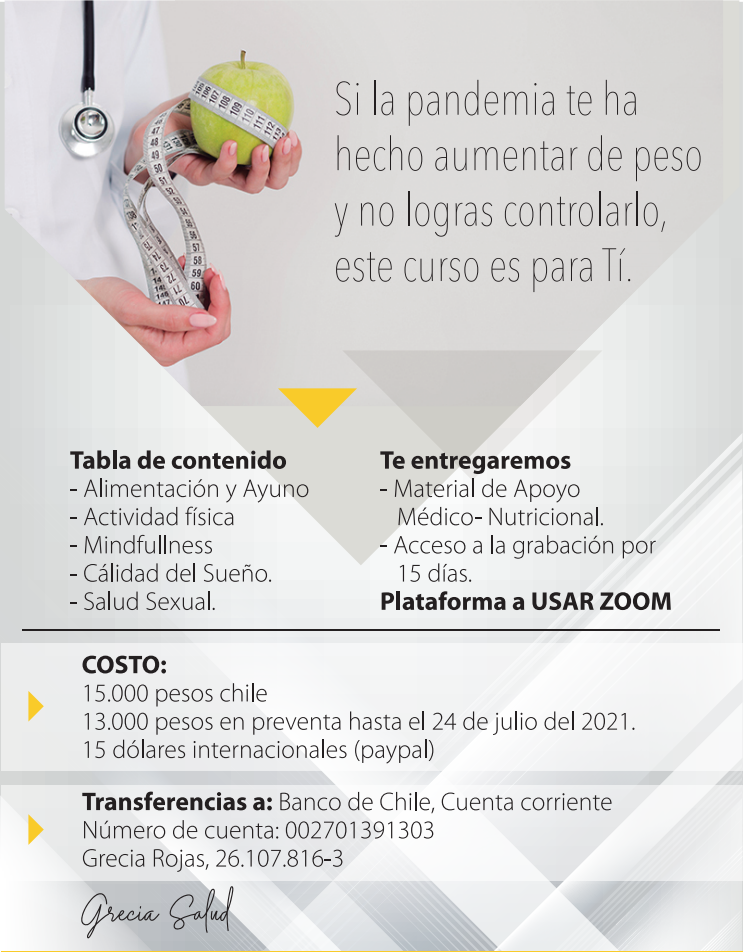 Si la pandemia te ha
hecho aumentar de peso
y no logras controlarlo,
este curso es para Tí.
Tabla de contenido
- Alimentación y Ayuno
- Actividad física
- Mindfullness
- Cálidad del Sueño.
- Salud Sexual.
Te entregaremos
- Material de Apoyo
Médico- Nutricional.
- Acceso a la grabación por
15 días.
Plataforma a USAR ZOOM
COSTO:
15.000 pesos chile
13.000 pesos en preventa hasta el 24 de julio del 2021.
15 dólares internacionales (paypal)
Transferencias a: Banco de Chile, Cuenta corriente
Número de cuenta: 002701391303
Grecia Rojas, 26.107.816-3
Grecia Salud